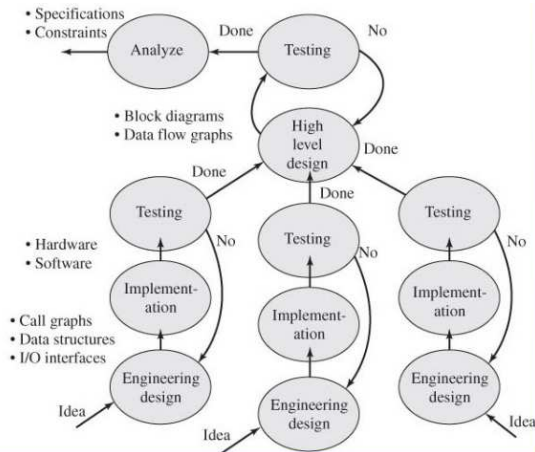 • Specifications
• Constraints
Analyze
Done
Testing
No
• Block diagrams
• Data flow graphs
High
level
design
Done
Done
Done
Testing
No
Testing
No
Testing
No
• Hardware
• Software
Implement-
ation
Implement-
ation
Implement-
ation
• Call graphs
• Data structures
• I/O interfaces
Engineering
design
Engineering
design
Engineering
design
Idea
Idea
Idea